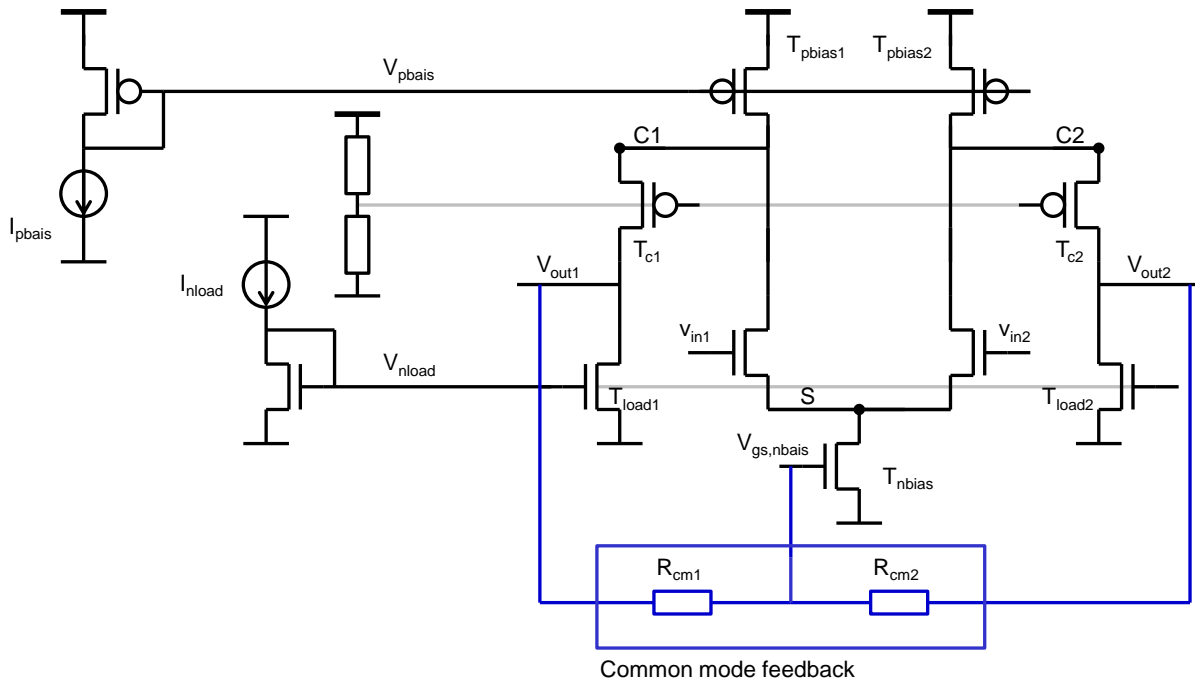 T_pbias1
T_pbias2
V_pbais
C1
C2
I_pbais
T_c1
T_c2
V_out1
V_out2
I_nload
v_in1
v_in2
V_nload
T_load1
S
T_load2
V_gs,nbais
T_nbias
R_cm1
R_cm2
Common mode feedback